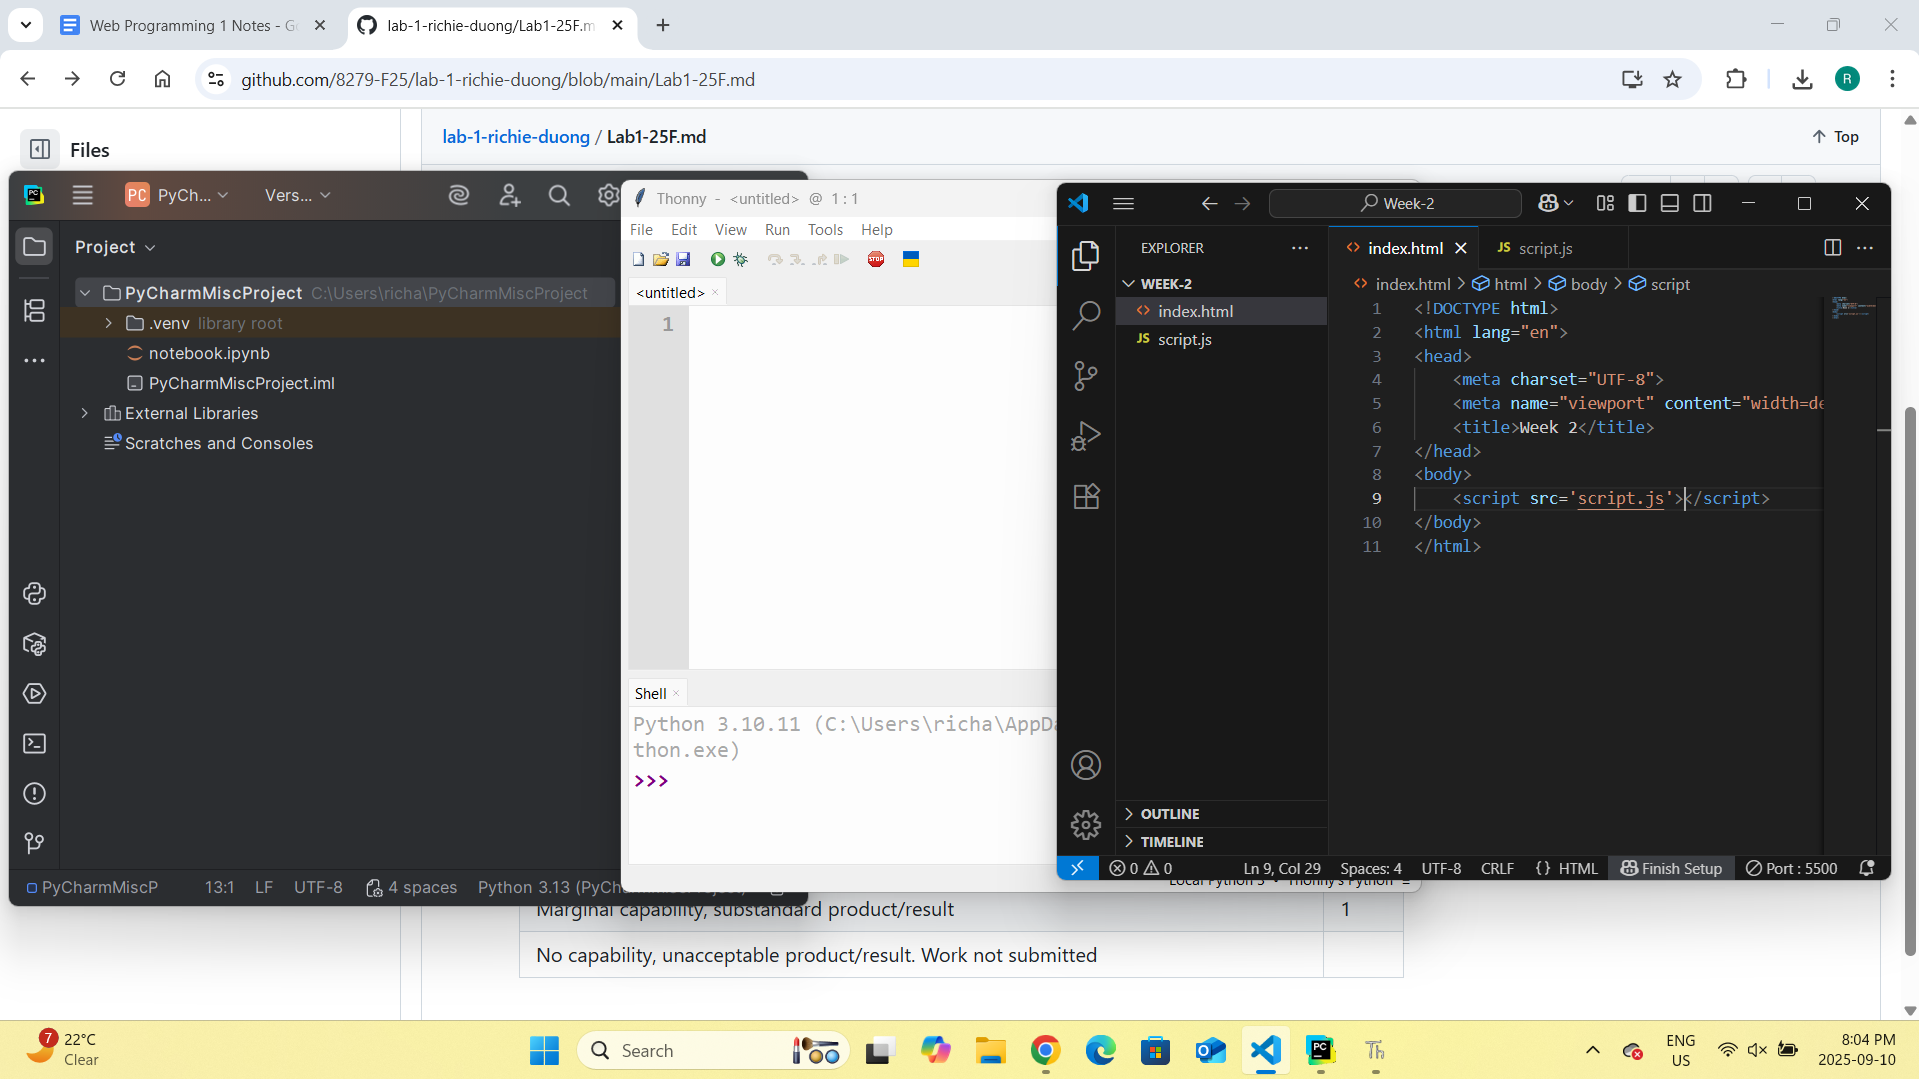 Web Programming 1 Notes - Go
lab-1-richie-duong/Lab1-25F.m
github.com/8279-F25/lab-1-richie-duong/blob/main/Lab1-25F.md
R
Files
lab-1-richie-duong / Lab1-25F.md
Top
PC
PC PyCh...
Vers...
Project
PyCharmMiscProject C:\Users\richa\PyCharmMiscProject
.venv library root
notebook.ipynb
PyCharmMiscProject.iml
External Libraries
Scratches and Consoles
PyCharmMiscP
13:1 LF UTF-8 4 spaces Python 3.13 (PyCharmMiscProject)
Thonny - <untitled> @ 1 : 1
File Edit View Run Tools Help
STOP
<untitled>
1
Shell
Python 3.10.11 (C:\Users\richa\AppDa
thon.exe)
>>>
Local Python 3 • Thonny's Python
Week-2
EXPLORER
WEEK-2
index.html
JS script.js
OUTLINE
TIMELINE
index.html
JS script.js
index.html > html > body > script
1 <!DOCTYPE html>
2 <html lang="en">
3 <head>
4 <meta charset="UTF-8">
5 <meta name="viewport" content="width=de
6 <title>Week 2</title>
7 </head>
8 <body>
9 <script src='script.js'></script>
10 </body>
11 </html>
0 0 Ln 9, Col 29 Spaces: 4 UTF-8 CRLF {} HTML Finish Setup Port : 5500
Marginal capability, substandard product/result 1
No capability, unacceptable product/result. Work not submitted
7
22°C
Clear
Search
PC
Th
ENG
US
8:04 PM
2025-09-10